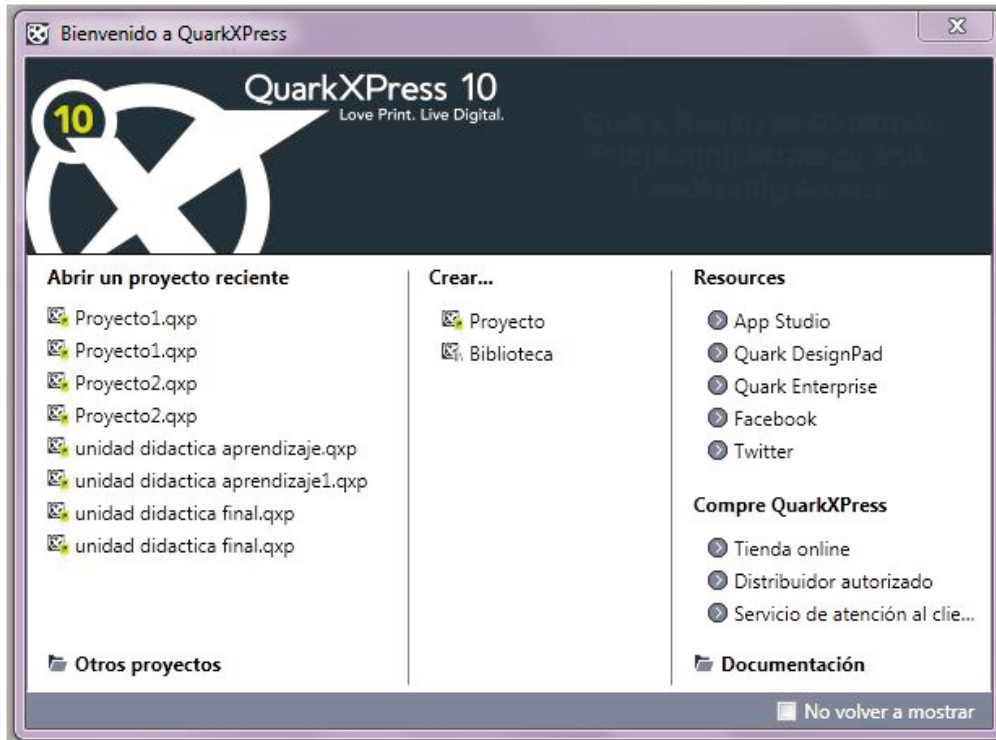 Bienvenido a QuarkXPress
10
QuarkXPress 10
Love Print. Live Digital.
Abrir un proyecto reciente
Proyecto1.qxp
Proyecto1.qxp
Proyecto2.qxp
Proyecto2.qxp
unidad didactica aprendizaje.qxp
unidad didactica aprendizaje1.qxp
unidad didactica final.qxp
unidad didactica final.qxp
Otros proyectos
Crear...
Proyecto
Biblioteca
Resources
App Studio
Quark DesignPad
Quark Enterprise
Facebook
Twitter
Compre QuarkXPress
Tienda online
Distribuidor autorizado
Servicio de atención al clie...
Documentación
No volver a mostrar